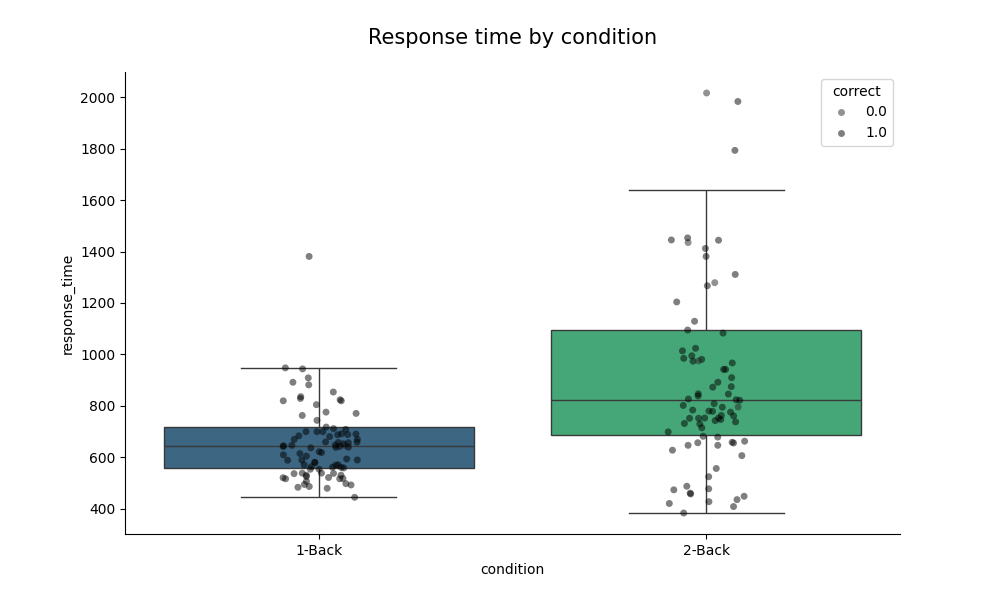 Response time by condition
correct
0.0
1.0
response_time
2000
1800
1600
1400
1200
1000
800
600
400
1-Back
2-Back
condition